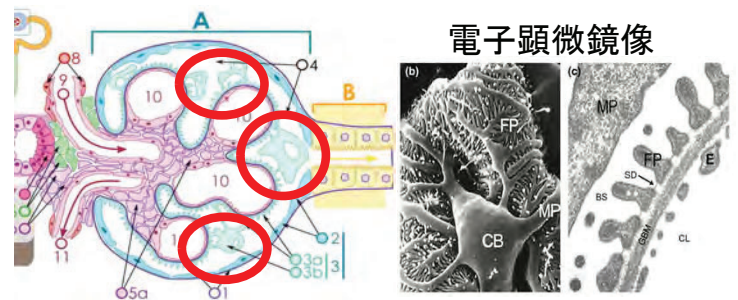 A
電子顕微鏡像
8
9
4
B
10
10
10
10
11
5a
1
2
3a
3b
3
(b)
FP
MP
CB
(c)
MP
FP
E
SD
BS
GBM
CL